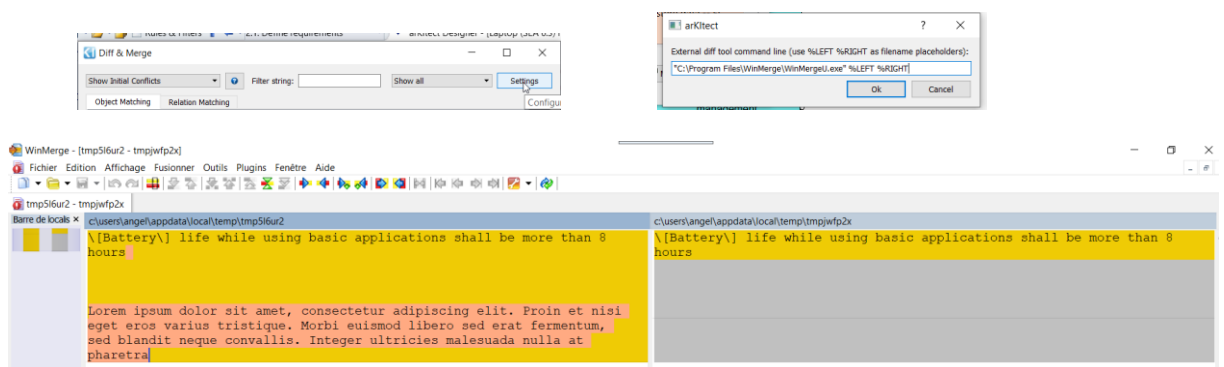 Rules & Filters 2.1. Define requirements arKItect Designer - [Laptop (SEA 6.5)
Diff & Merge
Show Initial Conflicts Filter string: Show all Settings
Object Matching Relation Matching Configu
arKItect ? ×
External diff tool command line (use %LEFT %RIGHT as filename placeholders):
"C:\Program Files\WinMerge\WinMergeU.exe" %LEFT %RIGHT
Ok Cancel
management
WinMerge - [tmp5l6ur2 - tmpjwfp2x]
Fichier Edition Affichage Fusionner Outils Plugins Fenêtre Aide
tmp5l6ur2 - tmpjwfp2x
Barre de locali × c:\users\angel\appdata\local\temp\tmp5l6ur2
\[Battery\] life while using basic applications shall be more than 8
hours
Lorem ipsum dolor sit amet, consectetur adipiscing elit. Proin et nisi
eget eros varius tristique. Morbi euismod libero sed erat fermentum,
sed blandit neque convallis. Integer ultricies malesuada nulla at
pharetra
c:\users\angel\appdata\local\temp\tmpjwfp2x
\[Battery\] life while using basic applications shall be more than 8
hours